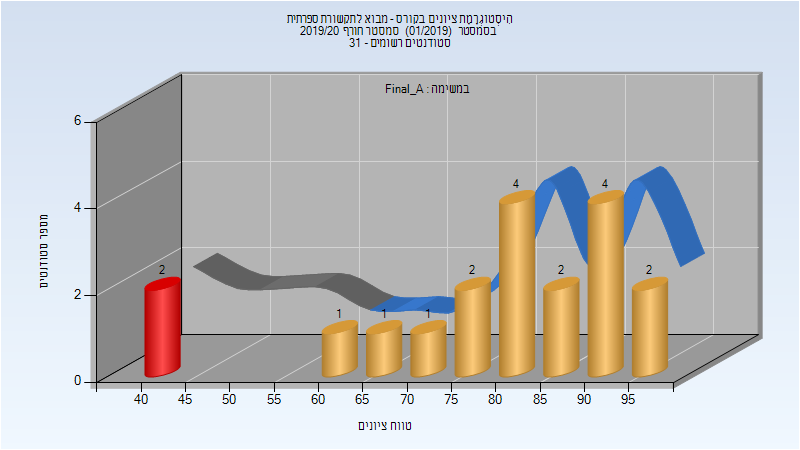 היסטוגרמת ציונים בקורס - מבוא לתקשורת ספרתית
בסמסטר (01/2019) סמסטר חורף 2019/20
סטודנטים רשומים - 31
במשימה : Final_A
6
4
2
0
מספר סטודנטים
2
1
1
1
2
4
2
4
2
40 45 50 55 60 65 70 75 80 85 90 95
טווח ציונים